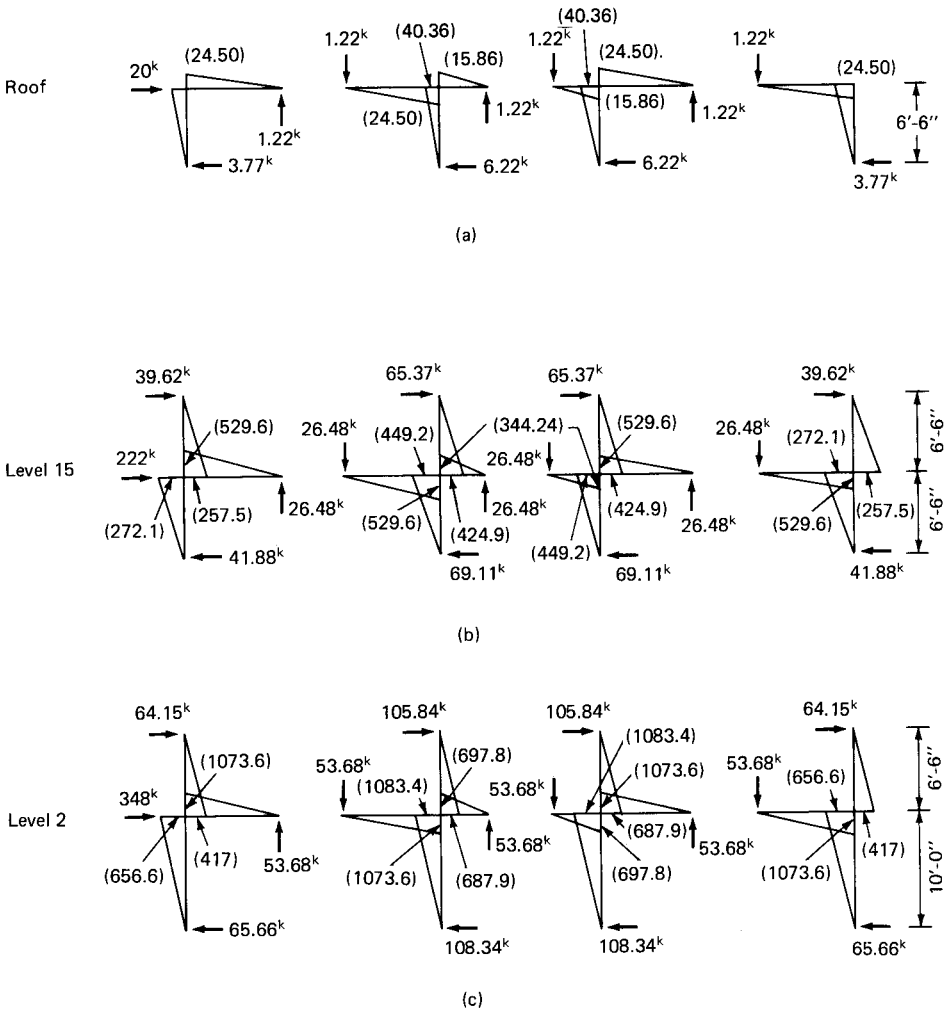 Roof
20ᵏ
(24.50)
1.22ᵏ
3.77ᵏ
1.22ᵏ
(40.36)
(15.86)
(24.50)
1.22ᵏ
6.22ᵏ
(40.36)
1.22ᵏ
(24.50).
(15.86)
1.22ᵏ
6.22ᵏ
1.22ᵏ
(24.50)
6'-6"
3.77ᵏ
(a)
Level 15
39.62ᵏ
(529.6)
222ᵏ
(272.1)
(257.5)
26.48ᵏ
41.88ᵏ
65.37ᵏ
26.48ᵏ
(449.2)
(344.24)
(529.6)
(424.9)
26.48ᵏ
69.11ᵏ
65.37ᵏ
(529.6)
26.48ᵏ
(449.2)
(424.9)
26.48ᵏ
69.11ᵏ
39.62ᵏ
26.48ᵏ
(272.1)
(529.6)
(257.5)
41.88ᵏ
6'-6"
6'-6"
(b)
Level 2
64.15ᵏ
(1073.6)
348ᵏ
(656.6)
(417)
53.68ᵏ
65.66ᵏ
105.84ᵏ
53.68ᵏ
(1083.4)
(697.8)
(1073.6)
(687.9)
53.68ᵏ
108.34ᵏ
105.84ᵏ
(1083.4)
(1073.6)
53.68ᵏ
(687.9)
(697.8)
53.68ᵏ
108.34ᵏ
64.15ᵏ
53.68ᵏ
(656.6)
(1073.6)
(417)
65.66ᵏ
6'-6"
10'-0"
(c)